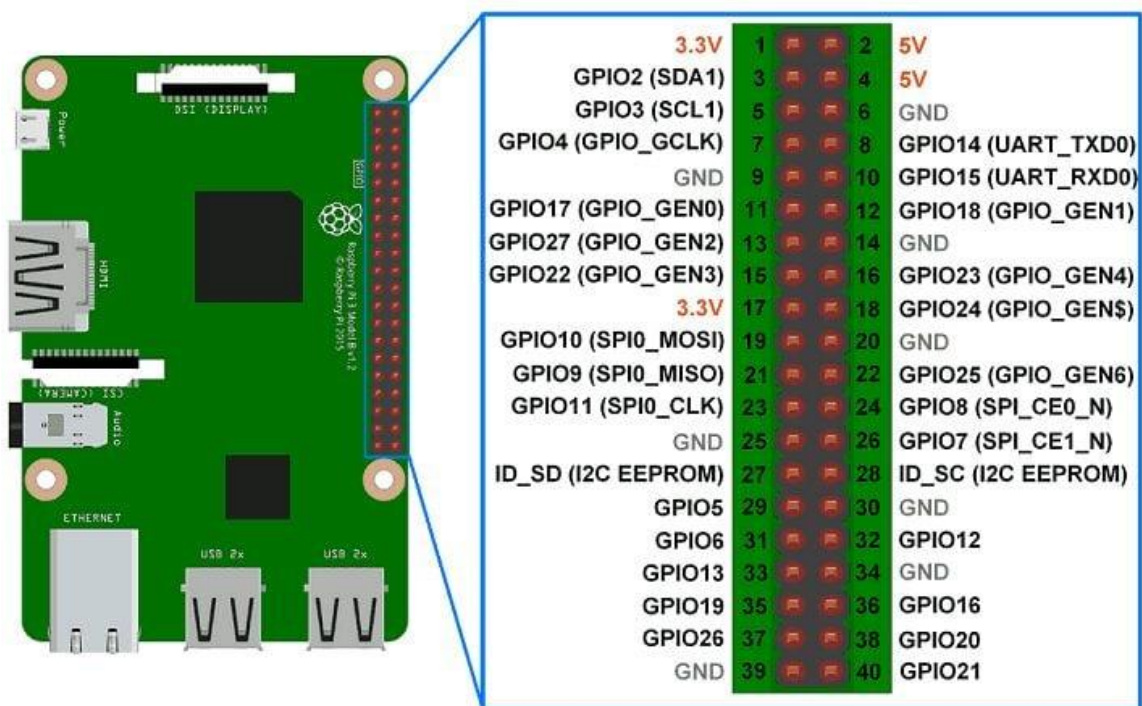 DSI (DISPLAY)
Power
HDMI
GPIO
Raspberry Pi 3 Model B v1.2
© Raspberry Pi 2015
CSI (CAMERA)
Audio
ETHERNET
USB 2x
USB 2x
3.3V 1 2 5V
GPIO2 (SDA1) 3 4 5V
GPIO3 (SCL1) 5 6 GND
GPIO4 (GPIO_GCLK) 7 8 GPIO14 (UART_TXD0)
GND 9 10 GPIO15 (UART_RXD0)
GPIO17 (GPIO_GEN0) 11 12 GPIO18 (GPIO_GEN1)
GPIO27 (GPIO_GEN2) 13 14 GND
GPIO22 (GPIO_GEN3) 15 16 GPIO23 (GPIO_GEN4)
3.3V 17 18 GPIO24 (GPIO_GEN$)
GPIO10 (SPI0_MOSI) 19 20 GND
GPIO9 (SPI0_MISO) 21 22 GPIO25 (GPIO_GEN6)
GPIO11 (SPI0_CLK) 23 24 GPIO8 (SPI_CE0_N)
GND 25 26 GPIO7 (SPI_CE1_N)
ID_SD (I2C EEPROM) 27 28 ID_SC (I2C EEPROM)
GPIO5 29 30 GND
GPIO6 31 32 GPIO12
GPIO13 33 34 GND
GPIO19 35 36 GPIO16
GPIO26 37 38 GPIO20
GND 39 40 GPIO21